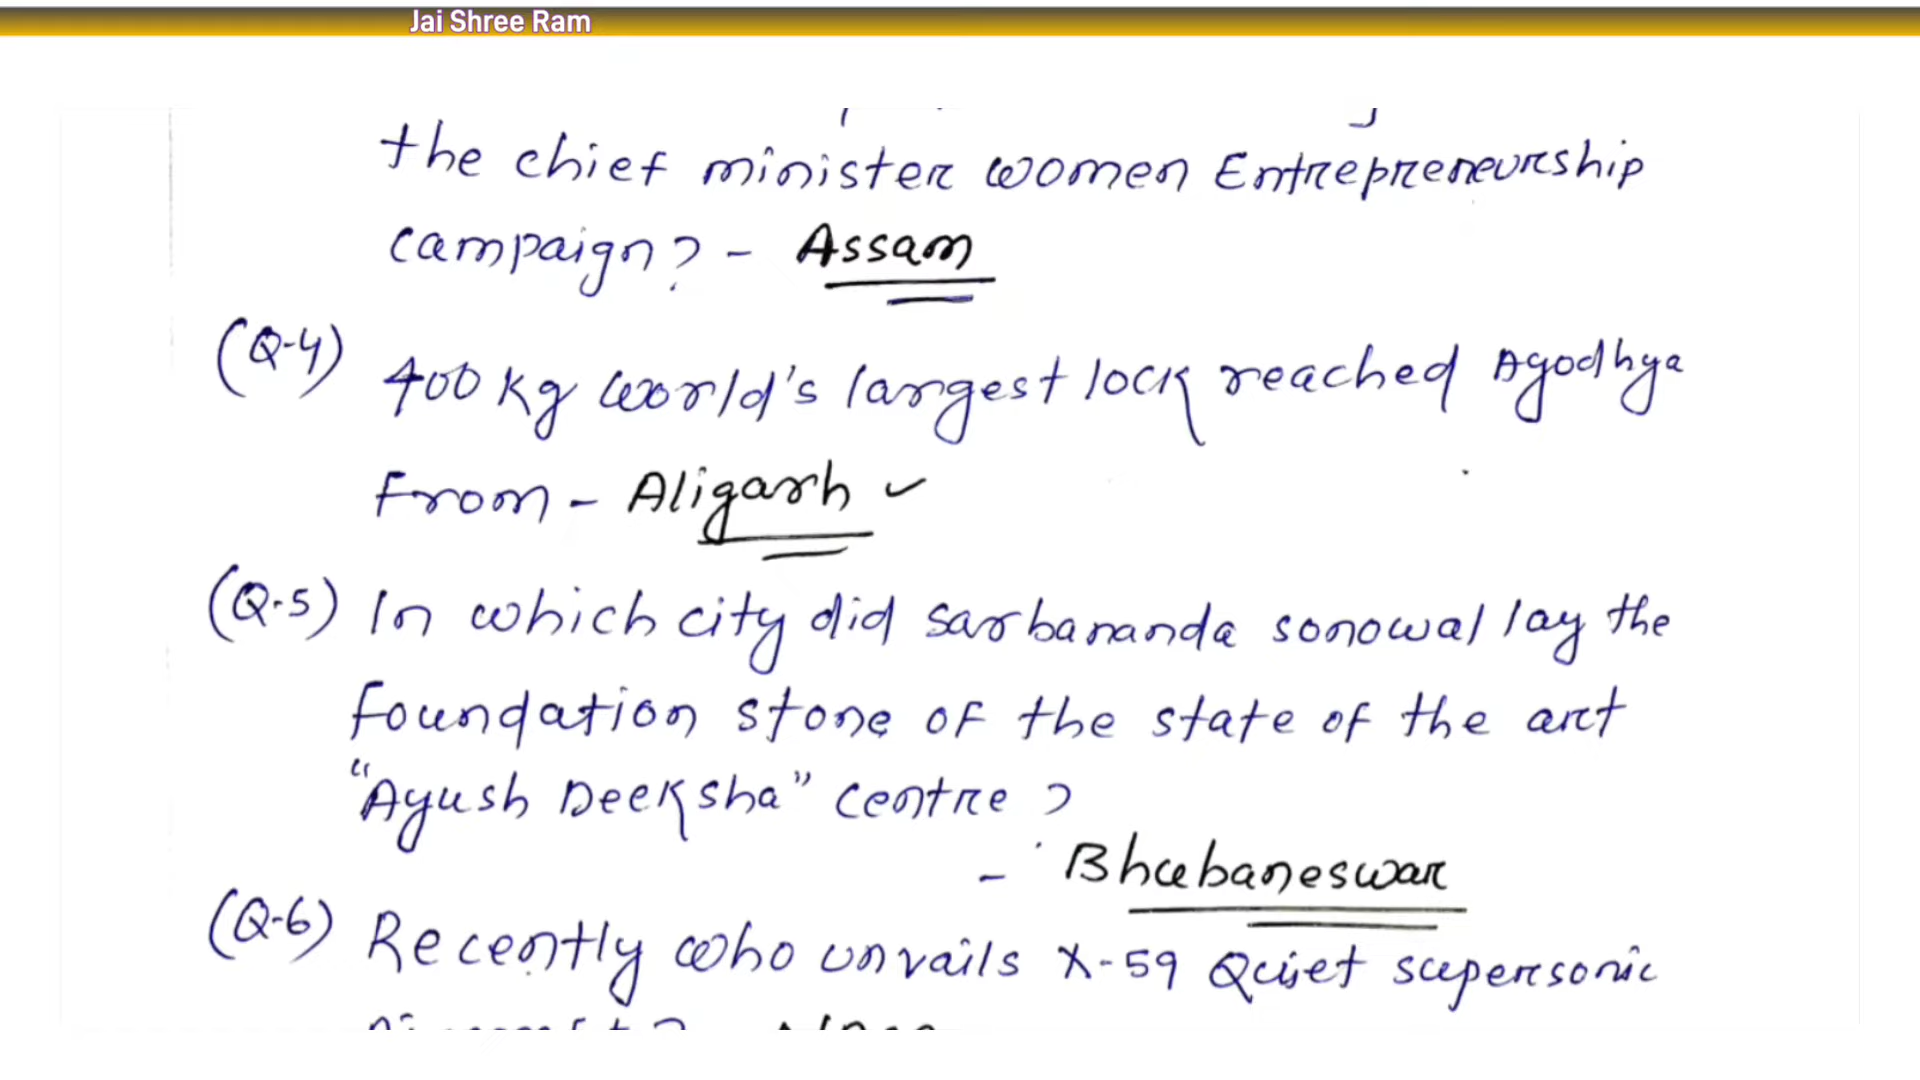 Jai Shree Ram
the chief minister women Entrepreneurship
campaign? - Assam
(Q-4) 400 kg world's largest lock reached Ayodhya
From - Aligarh ✓
(Q.5) In which city did sarbananda sonowal lay the
foundation stone of the state of the art
"Ayush Deeksha" centre ?
- Bhubaneswar
(Q-6) Recently who unvails X-59 Quiet supersonic